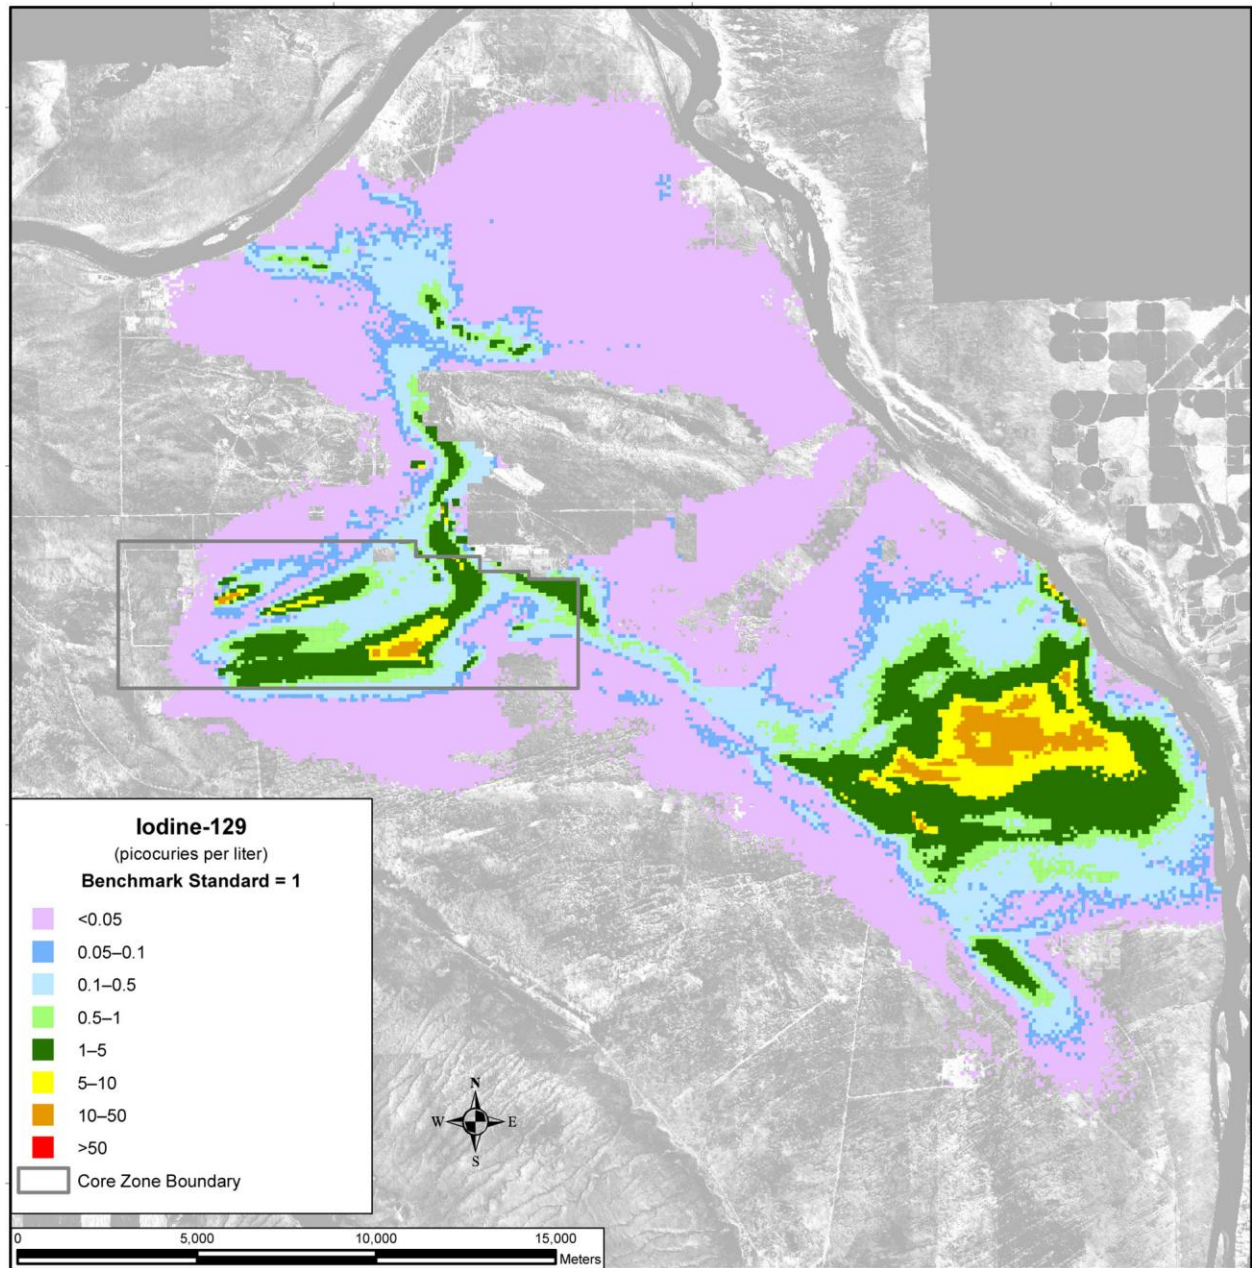 Iodine-129
(picocuries per liter)
Benchmark Standard = 1
<0.05
0.05–0.1
0.1–0.5
0.5–1
1–5
5–10
10–50
>50
Core Zone Boundary
N
W E
S
0 5,000 10,000 15,000
Meters